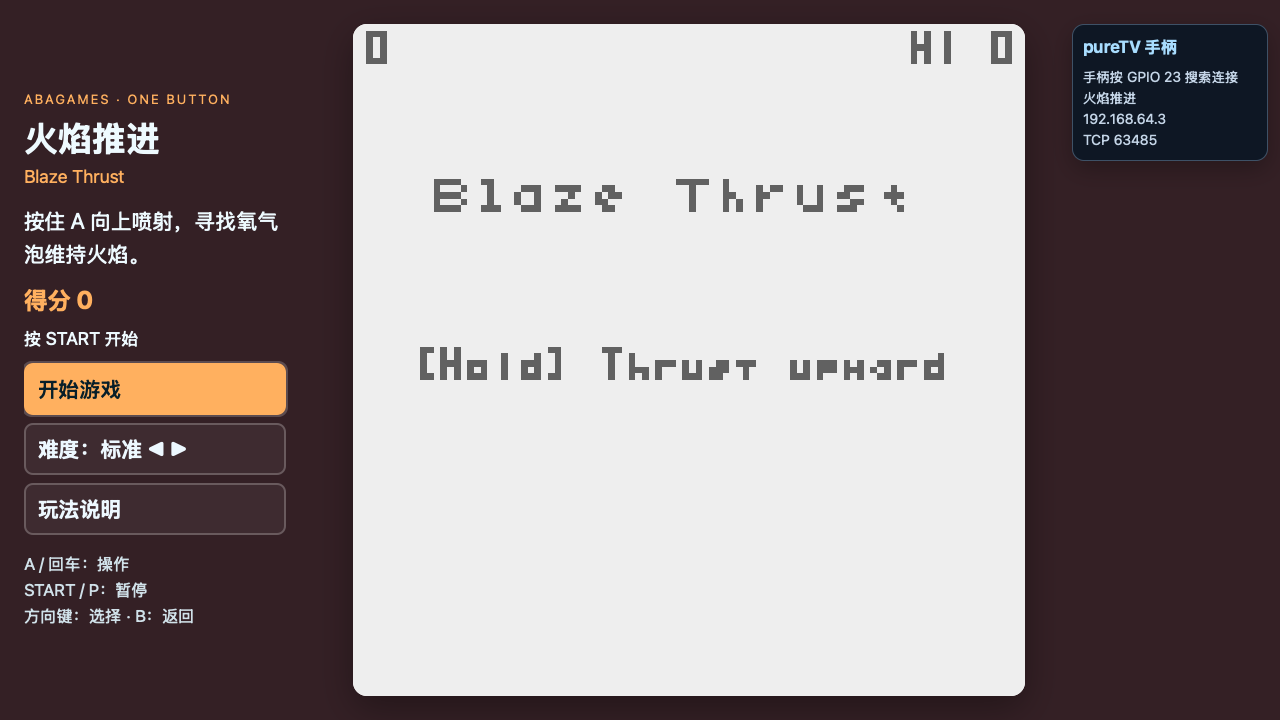 ABAGAMES · ONE BUTTON
火焰推进
Blaze Thrust
按住 A 向上喷射，寻找氧气
泡维持火焰。
得分 0
按 START 开始
开始游戏
难度：标准 ◀ ▶
玩法说明
A / 回车：操作
START / P：暂停
方向键：选择 · B：返回
0
HI 0
Blaze Thrust
[Hold] Thrust upward
pureTV 手柄
手柄按 GPIO 23 搜索连接
火焰推进
192.168.64.3
TCP 63485